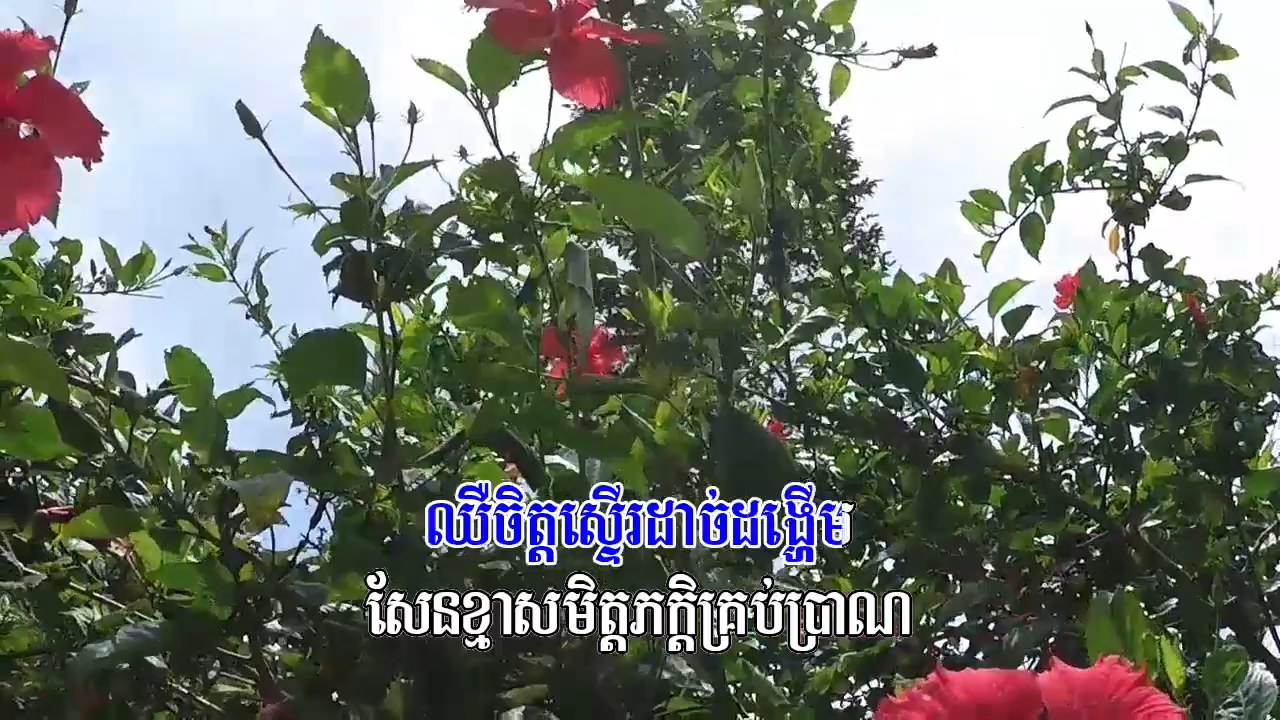 ឈឺចិត្តស្ទើរដាច់ដង្ហើម
សែនខ្មាសមិត្តភក្តិគ្រប់ប្រាណ